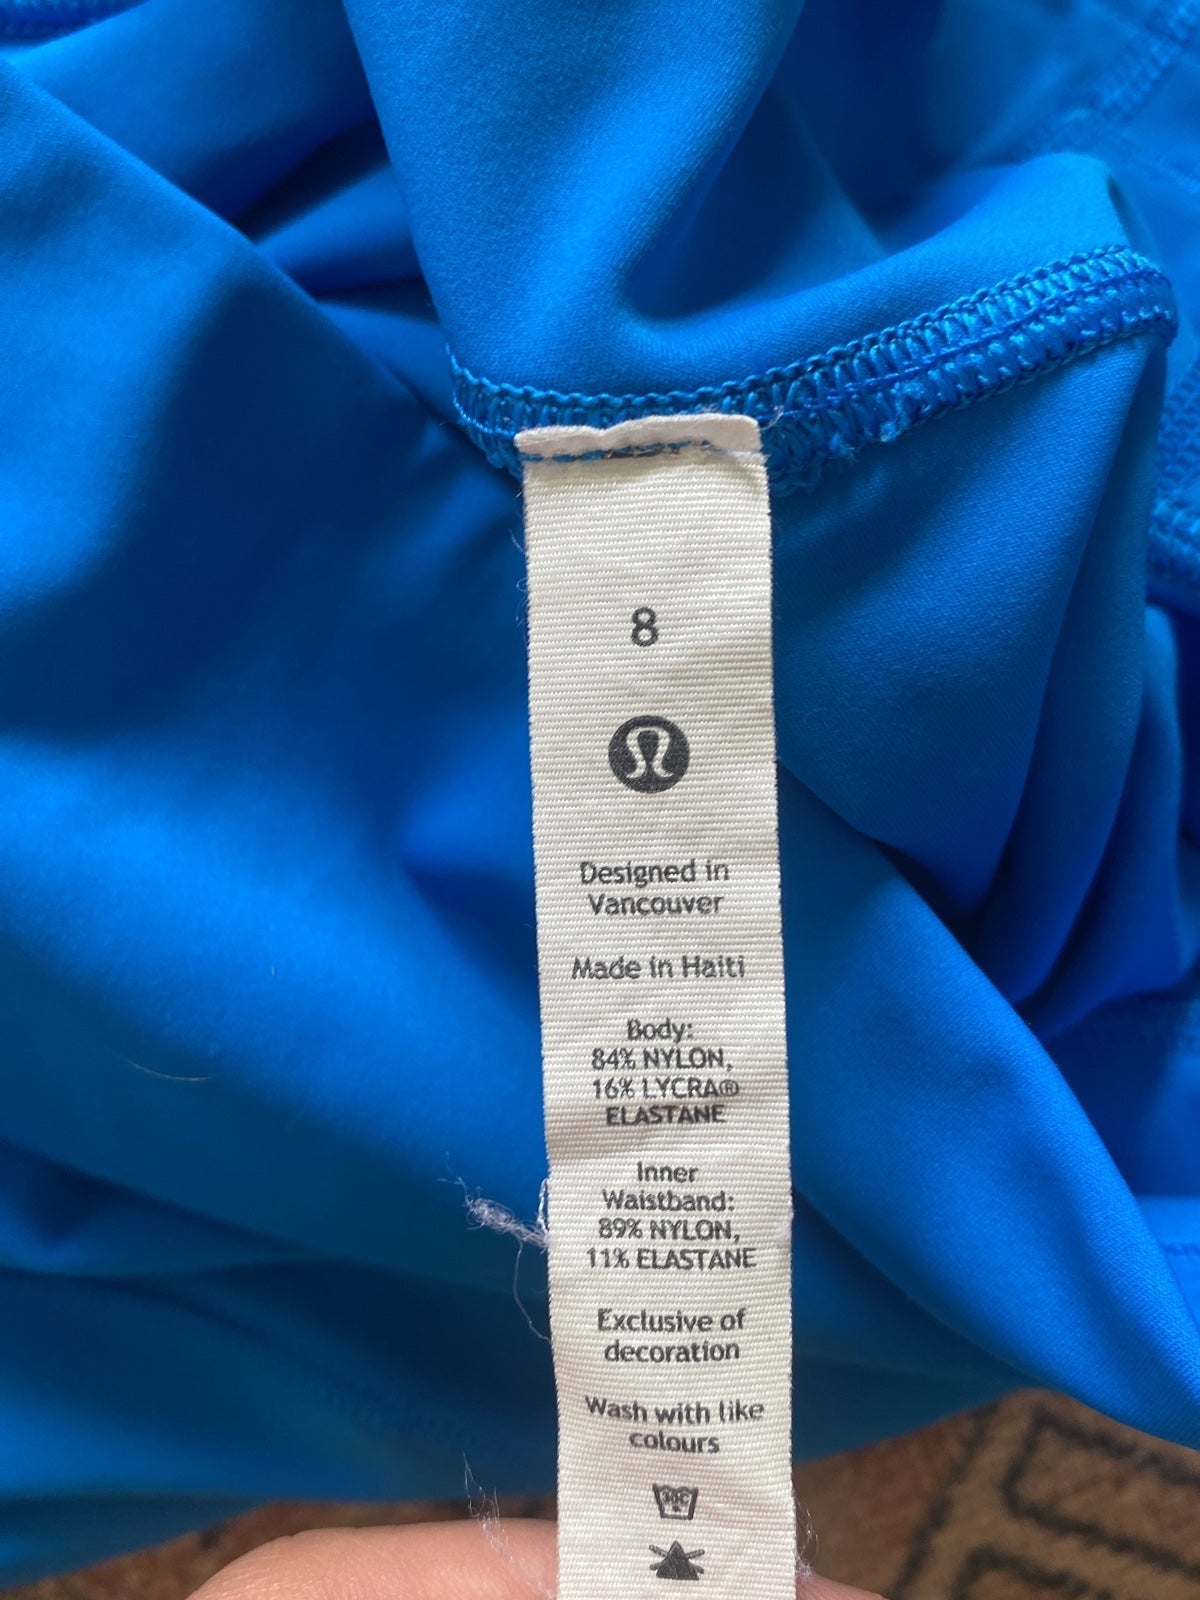 8
Designed in
Vancouver
Made in Haiti
Body:
84% NYLON,
16% LYCRA®
ELASTANE
Inner
Waistband:
89% NYLON,
11% ELASTANE
Exclusive of
decoration
Wash with like
colours